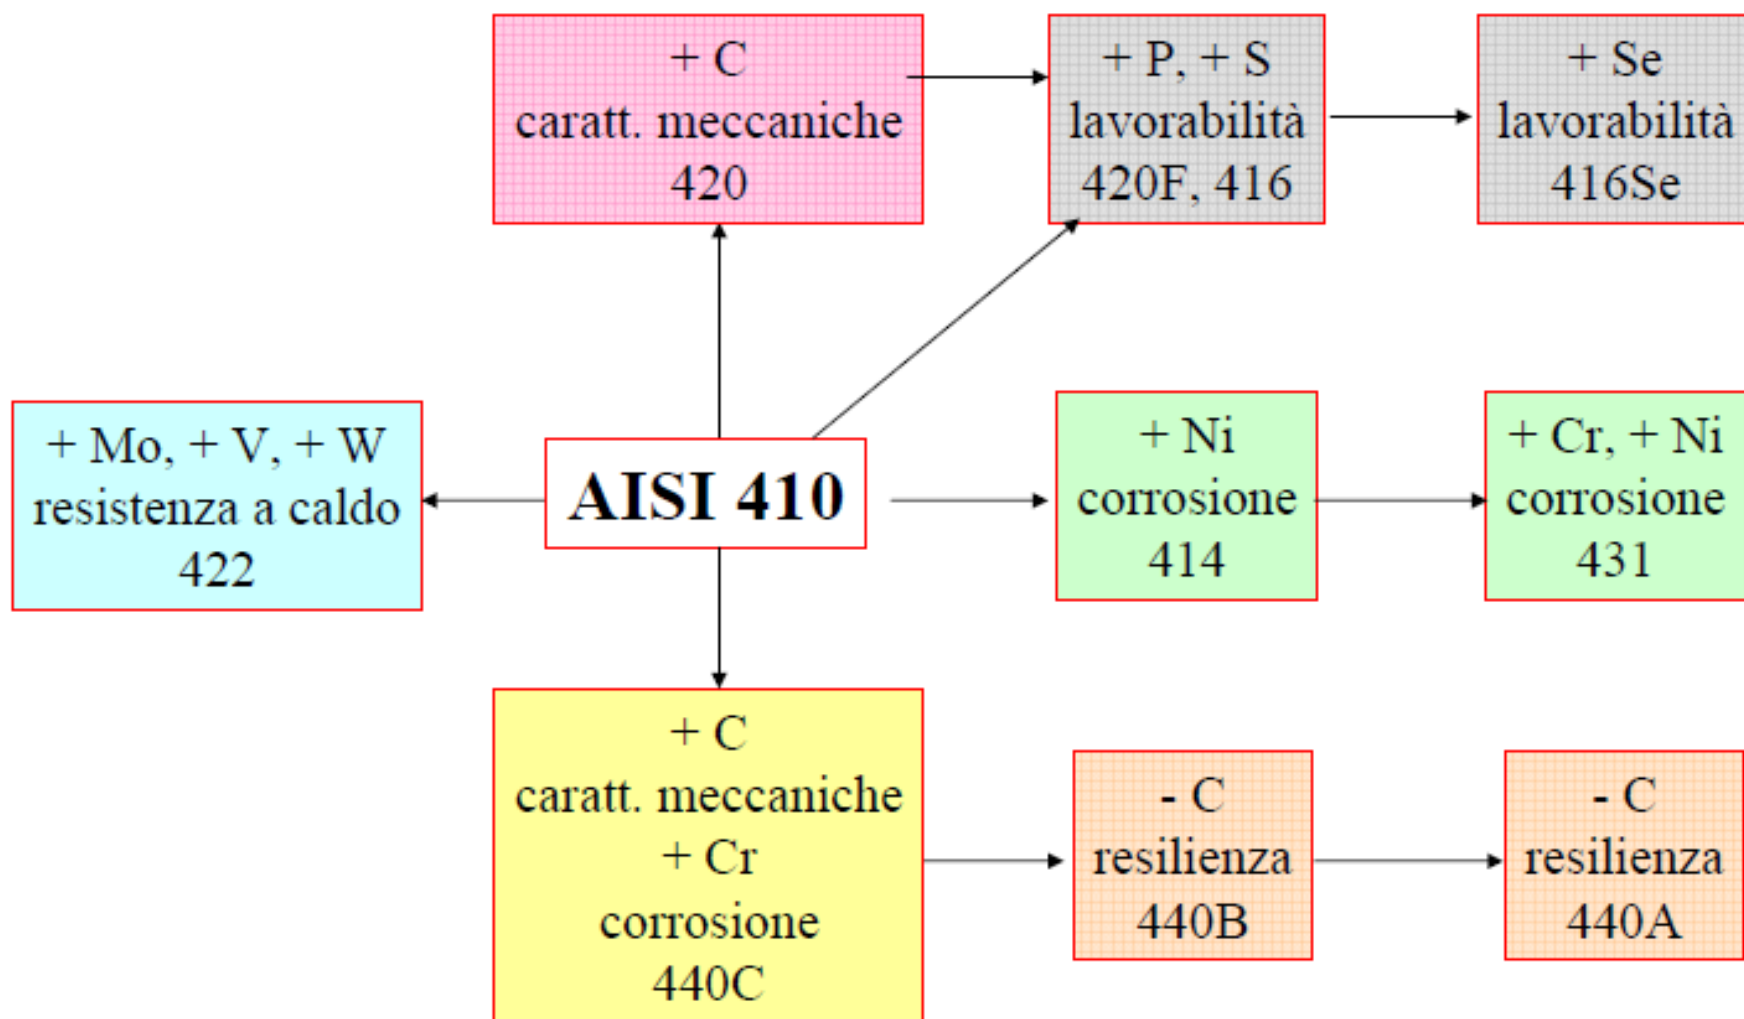 + C
caratt. meccaniche
420
+ P, + S
lavorabilità
420F, 416
+ Se
lavorabilità
416Se
+ Mo, + V, + W
resistenza a caldo
422
AISI 410
+ Ni
corrosione
414
+ Cr, + Ni
corrosione
431
+ C
caratt. meccaniche
+ Cr
corrosione
440C
- C
resilienza
440B
- C
resilienza
440A